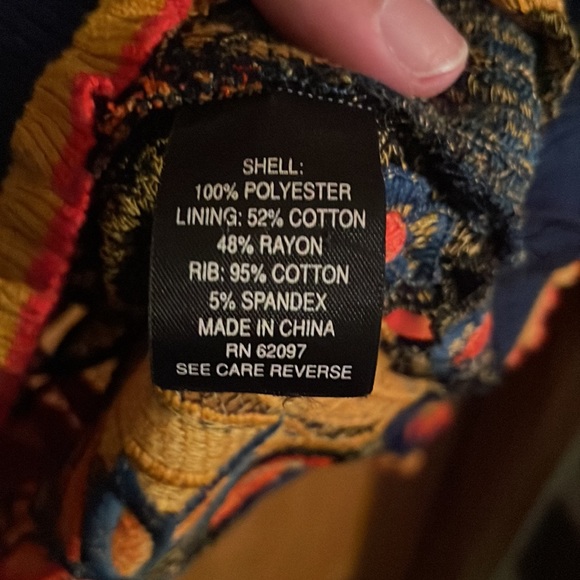 SHELL:
100% POLYESTER
LINING: 52% COTTON
48% RAYON
RIB: 95% COTTON
5% SPANDEX
MADE IN CHINA
RN 62097
SEE CARE REVERSE